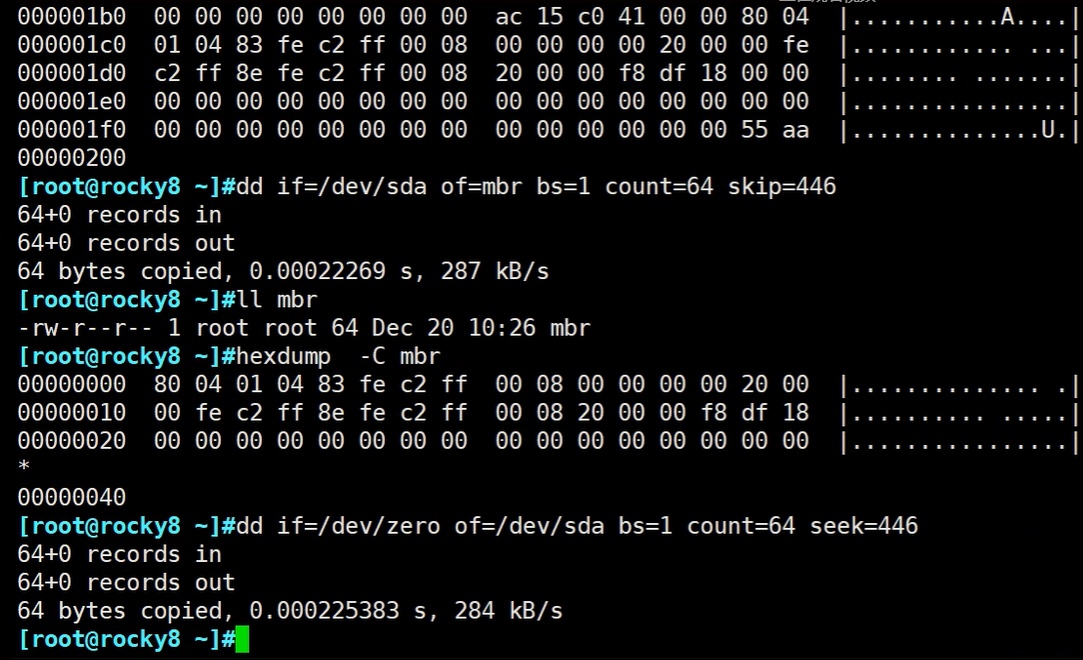 000001b0  00 00 00 00 00 00 00 00  ac 15 c0 41 00 00 80 04  |...........A....|
000001c0  01 04 83 fe c2 ff 00 08  00 00 00 00 20 00 00 fe  |............ ...|
000001d0  c2 ff 8e fe c2 ff 00 08  20 00 00 f8 df 18 00 00  |........ .......|
000001e0  00 00 00 00 00 00 00 00  00 00 00 00 00 00 00 00  |................|
000001f0  00 00 00 00 00 00 00 00  00 00 00 00 00 00 55 aa  |..............U.|
00000200
[root@rocky8 ~]#dd if=/dev/sda of=mbr bs=1 count=64 skip=446
64+0 records in
64+0 records out
64 bytes copied, 0.00022269 s, 287 kB/s
[root@rocky8 ~]#ll mbr
-rw-r--r-- 1 root root 64 Dec 20 10:26 mbr
[root@rocky8 ~]#hexdump  -C mbr
00000000  80 04 01 04 83 fe c2 ff  00 08 00 00 00 00 20 00  |.............. .|
00000010  00 fe c2 ff 8e fe c2 ff  00 08 20 00 00 f8 df 18  |.......... .....|
00000020  00 00 00 00 00 00 00 00  00 00 00 00 00 00 00 00  |................|
*
00000040
[root@rocky8 ~]#dd if=/dev/zero of=/dev/sda bs=1 count=64 seek=446
64+0 records in
64+0 records out
64 bytes copied, 0.000225383 s, 284 kB/s
[root@rocky8 ~]#